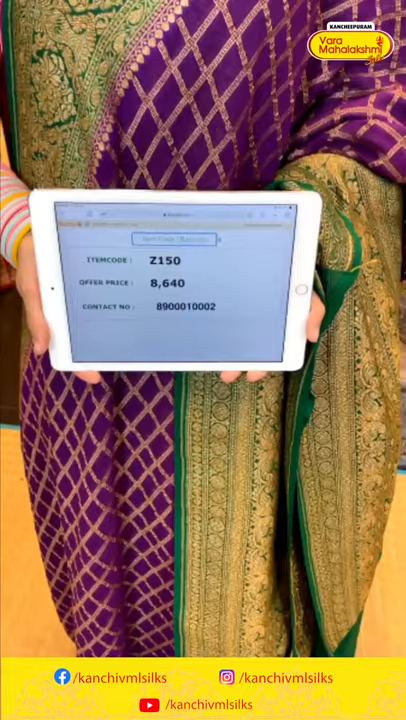 KANCHEEPURAM
Vara
Mahalakshmi
ITEMCODE : Z150
OFFER PRICE : 8,640
CONTACT NO : 8900010002
/kanchivmlsilks
/kanchivmlsilks
/kanchivmlsilks